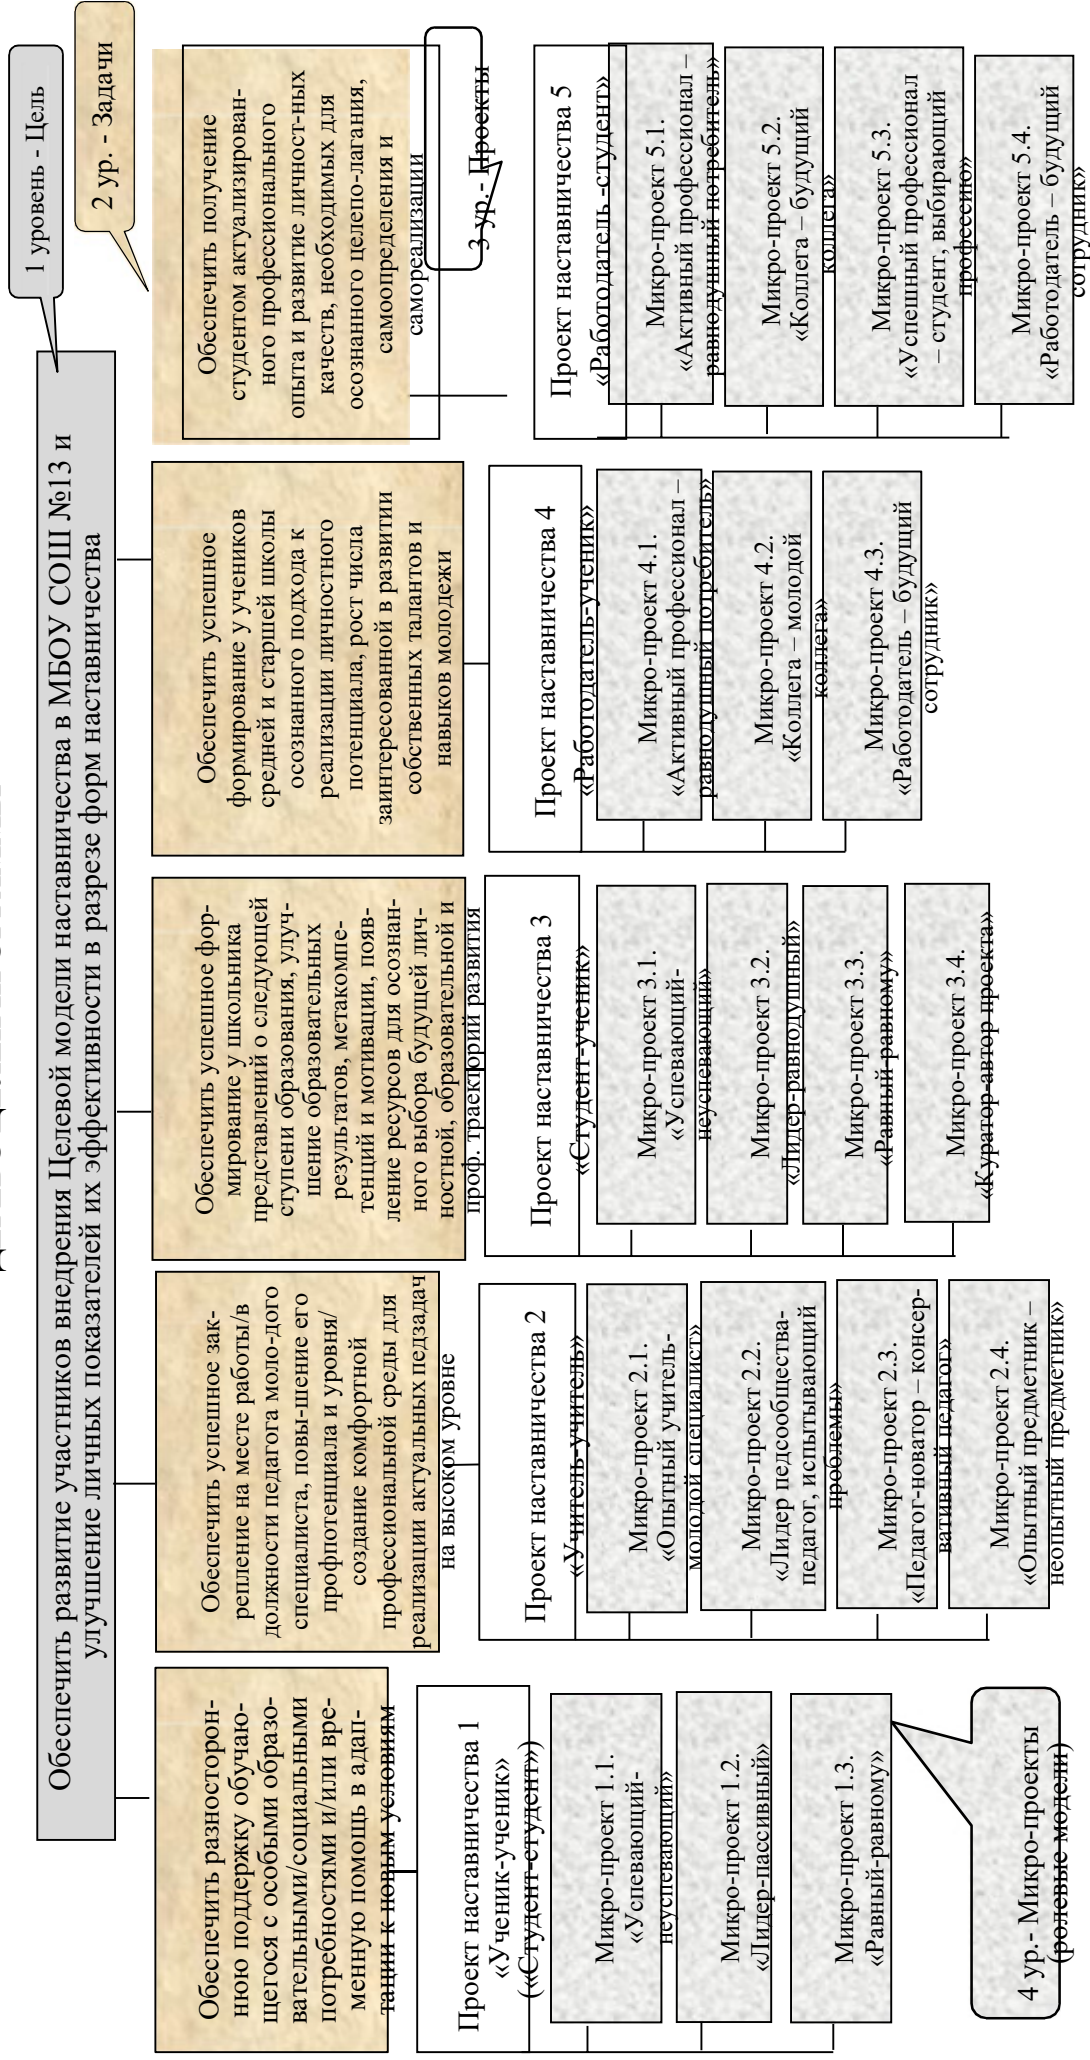 1 уровень - Цель
2 ур. - Задачи
Обеспечить развитие участников внедрения Целевой модели наставничества в МБОУ СОШ №13 и
улучшение личных показателей их эффективности в разрезе форм наставничества
Обеспечить разносторон-
нюю поддержку обучаю-
щегося с особыми образо-
вательными/социальными
потребностями и/или вре-
менную помощь в адап-
тации к новым условиям
Обеспечить успешное зак-
репление на месте работы/в
должности педагога моло-дого
специалиста, повы-шение его
профпотенциала и уровня/
создание комфортной
профессиональной среды для
реализации актуальных педзадач
на высоком уровне
Обеспечить успешное фор-
мирование у школьника
представлений о следующей
ступени образования, улуч-
шение образовательных
результатов, метакомпе-
тенций и мотивации, появ-
ление ресурсов для осознан-
ного выбора будущей лич-
ностной, образовательной и
проф. траекторий развития
Обеспечить успешное
формирование у учеников
средней и старшей школы
осознанного подхода к
реализации личностного
потенциала, рост числа
заинтересованной в развитии
собственных талантов и
навыков молодежи
Обеспечить получение
студентом актуализирован-
ного профессионального
опыта и развитие личност-ных
качеств, необходимых для
осознанного целепо-лагания,
самоопределения и
самореализации
3 ур.- Проекты
Проект наставничества 1
«Ученик-ученик»
(«Студент-студент»)
Микро-проект 1.1.
«Успевающий-
неуспевающий»
Микро-проект 1.2.
«Лидер-пассивный»
Микро-проект 1.3.
«Равный-равному»
Проект наставничества 2
«Учитель-учитель»
Микро-проект 2.1.
«Опытный учитель-
молодой специалист»
Микро-проект 2.2.
«Лидер педсообщества-
педагог, испытывающий
проблемы»
Микро-проект 2.3.
«Педагог-новатор – консер-
вативный педагог»
Микро-проект 2.4.
«Опытный предметник –
неопытный предметник»
Проект наставничества 3
«Студент-ученик»
Микро-проект 3.1.
«Успевающий-
неуспевающий»
Микро-проект 3.2.
«Лидер-равнодушный»
Микро-проект 3.3.
«Равный-равному»
Микро-проект 3.4.
«Куратор-автор проекта»
Проект наставничества 4
«Работодатель-ученик»
Микро-проект 4.1.
«Активный профессионал –
равнодушный потребитель»
Микро-проект 4.2.
«Коллега – молодой
коллега»
Микро-проект 4.3.
«Работодатель – будущий
сотрудник»
Проект наставничества 5
«Работодатель -студент»
Микро-проект 5.1.
«Активный профессионал –
равнодушный потребитель»
Микро-проект 5.2.
«Коллега – будущий
коллега»
Микро-проект 5.3.
«Успешный профессионал
– студент, выбирающий
профессию»
Микро-проект 5.4.
«Работодатель – будущий
сотрудник»
4 ур.- Микро-проекты
(ролевые модели)